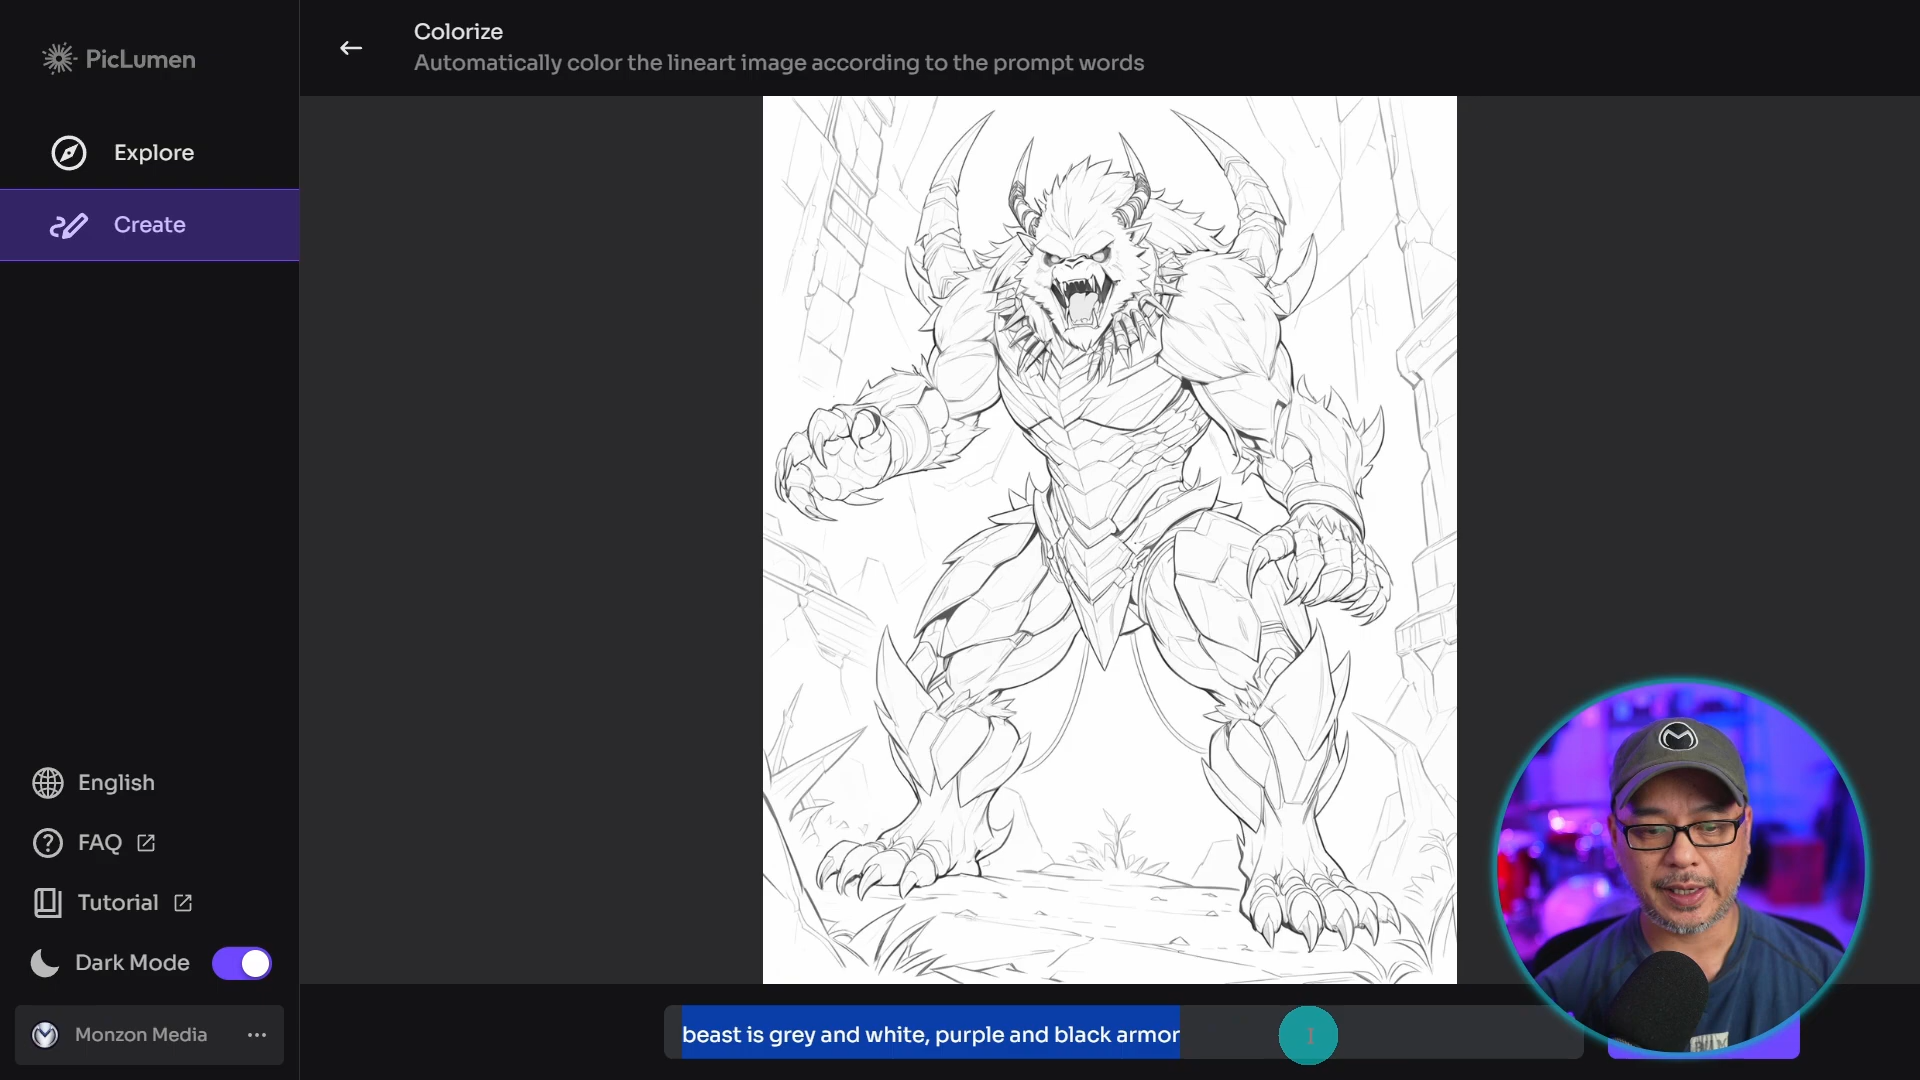 PicLumen
Explore
Create
English
FAQ
Tutorial
Dark Mode
Monzon Media
Colorize
Automatically color the lineart image according to the prompt words
beast is grey and white, purple and black armor